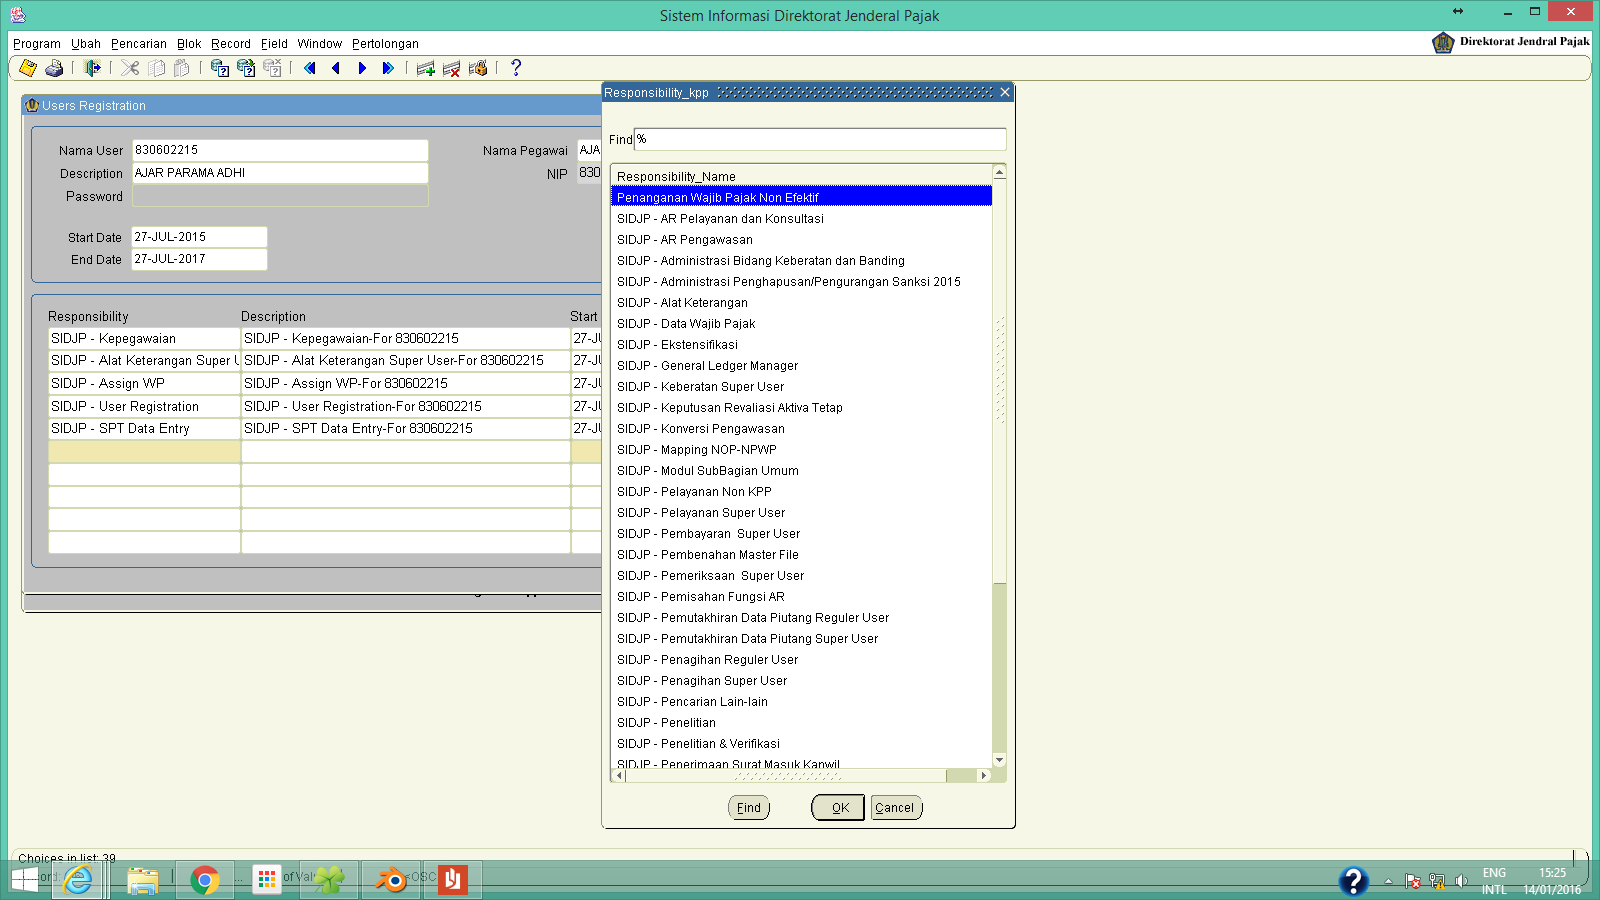 Sistem Informasi Direktorat Jenderal Pajak
Program Ubah Pencarian Blok Record Field Window Pertolongan
Direktorat Jendral Pajak
Users Registration
Nama User 830602215
Nama Pegawai AJA
Description AJAR PARAMA ADHI
NIP 830
Password
Start Date 27-JUL-2015
End Date 27-JUL-2017
Responsibility Description Start
SIDJP - Kepegawaian SIDJP - Kepegawaian-For 830602215 27-JU
SIDJP - Alat Keterangan Super U SIDJP - Alat Keterangan Super User-For 830602215 27-JU
SIDJP - Assign WP SIDJP - Assign WP-For 830602215 27-JU
SIDJP - User Registration SIDJP - User Registration-For 830602215 27-JU
SIDJP - SPT Data Entry SIDJP - SPT Data Entry-For 830602215 27-JU
Responsibility_kpp
Find %
Responsibility_Name
Penanganan Wajib Pajak Non Efektif
SIDJP - AR Pelayanan dan Konsultasi
SIDJP - AR Pengawasan
SIDJP - Administrasi Bidang Keberatan dan Banding
SIDJP - Administrasi Penghapusan/Pengurangan Sanksi 2015
SIDJP - Alat Keterangan
SIDJP - Data Wajib Pajak
SIDJP - Ekstensifikasi
SIDJP - General Ledger Manager
SIDJP - Keberatan Super User
SIDJP - Keputusan Revaliasi Aktiva Tetap
SIDJP - Konversi Pengawasan
SIDJP - Mapping NOP-NPWP
SIDJP - Modul SubBagian Umum
SIDJP - Pelayanan Non KPP
SIDJP - Pelayanan Super User
SIDJP - Pembayaran  Super User
SIDJP - Pembenahan Master File
SIDJP - Pemeriksaan  Super User
SIDJP - Pemisahan Fungsi AR
SIDJP - Pemutakhiran Data Piutang Reguler User
SIDJP - Pemutakhiran Data Piutang Super User
SIDJP - Penagihan Reguler User
SIDJP - Penagihan Super User
SIDJP - Pencarian Lain-lain
SIDJP - Penelitian
SIDJP - Penelitian & Verifikasi
SIDJP - Penerimaan Surat Masuk Kanwil
Find OK Cancel
Choices in list: 39
ord: ... of Val <OSC
ENG 15:25
INTL 14/01/2016